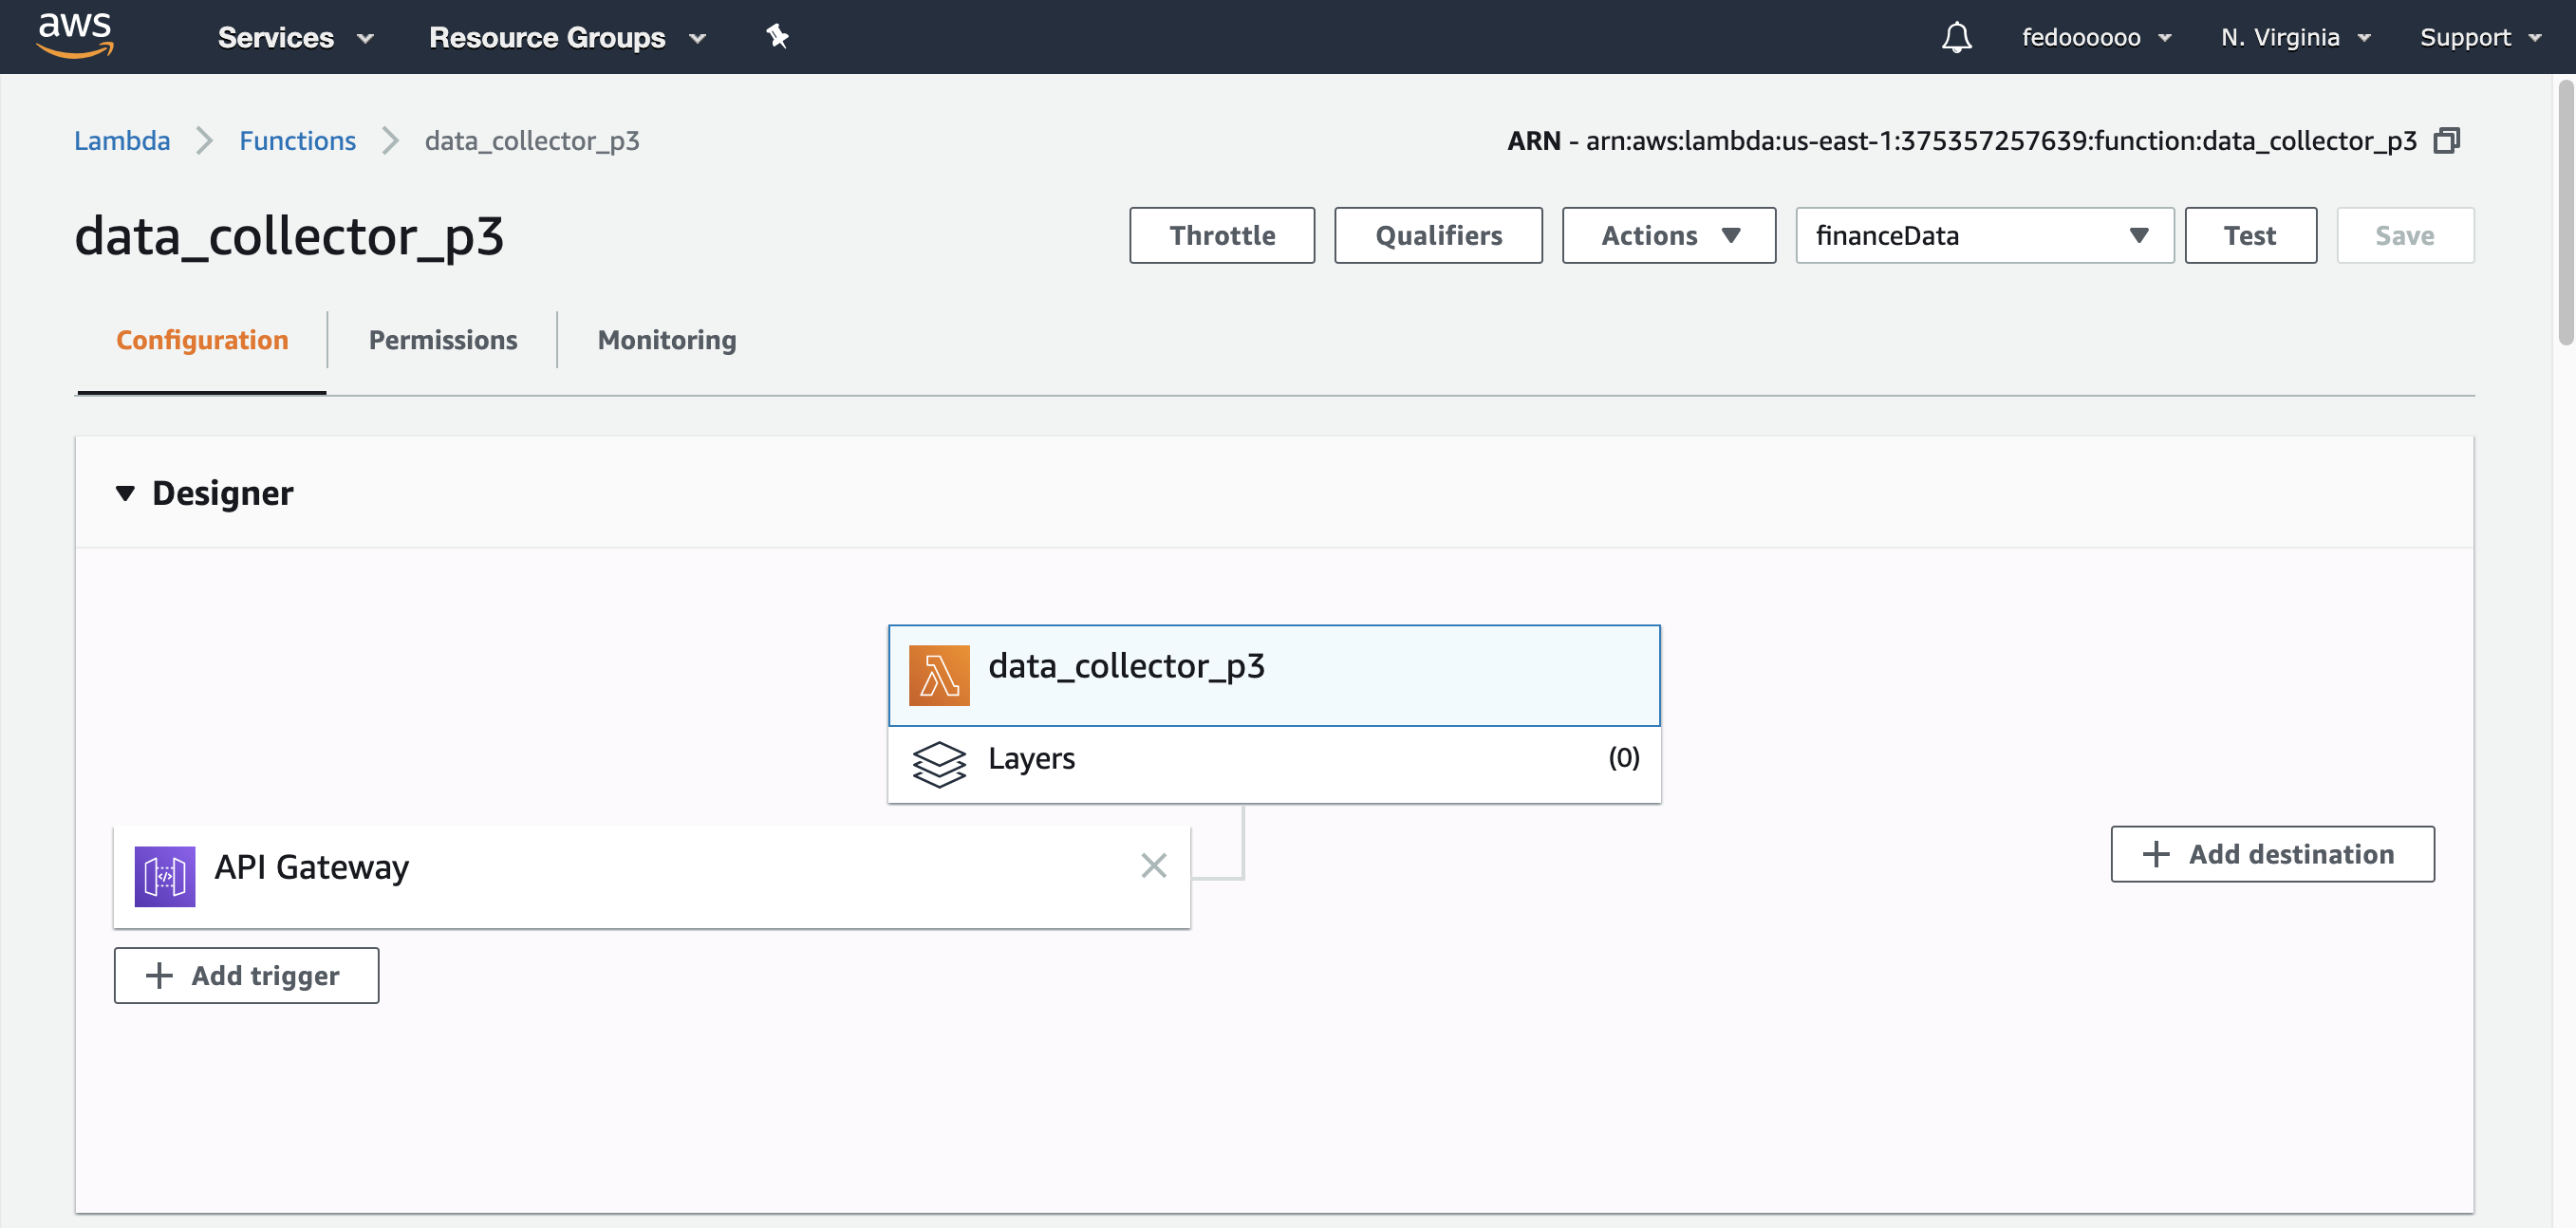 aws Services Resource Groups fedoooooo N. Virginia Support
Lambda Functions data_collector_p3 ARN - arn:aws:lambda:us-east-1:375357257639:function:data_collector_p3
data_collector_p3 Throttle Qualifiers Actions financeData Test Save
Configuration Permissions Monitoring
Designer
data_collector_p3
Layers (0)
API Gateway
Add destination
Add trigger